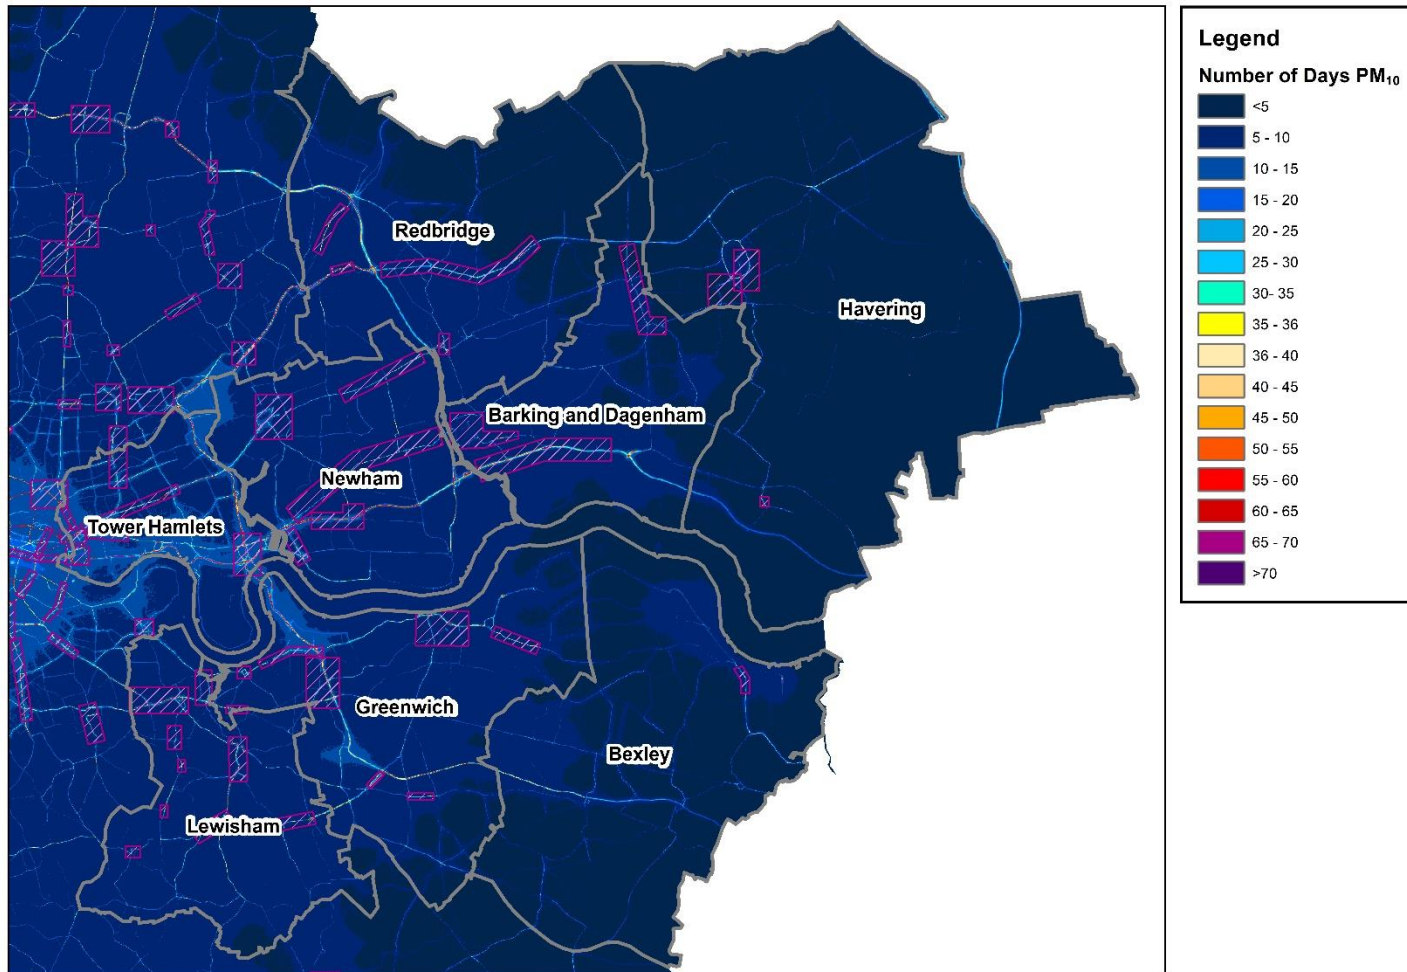 Legend
Number of Days PM₁₀
<5
5 - 10
10 - 15
15 - 20
20 - 25
25 - 30
30- 35
35 - 36
36 - 40
40 - 45
45 - 50
50 - 55
55 - 60
60 - 65
65 - 70
>70
Redbridge
Havering
Barking and Dagenham
Newham
Tower Hamlets
Greenwich
Bexley
Lewisham